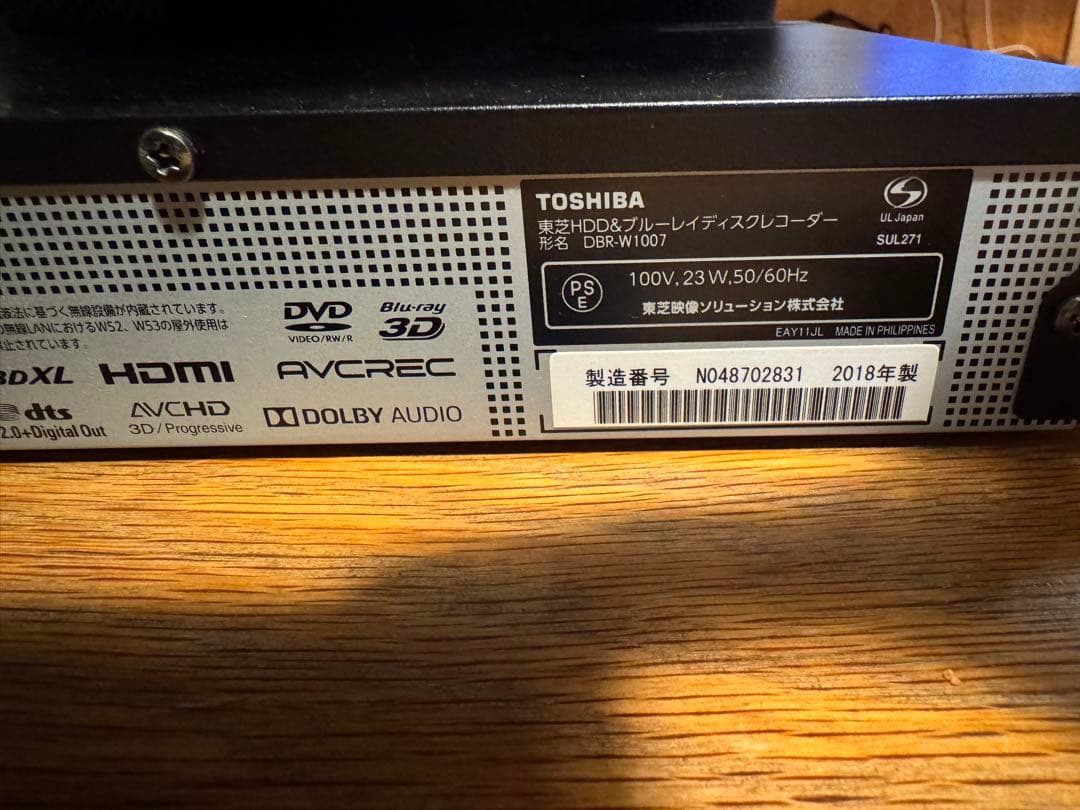 TOSHIBA
東芝HDD&ブルーレイディスクレコーダー
形名 DBR-W1007
UL Japan
SUL271
PS
E
100V, 23W, 50/60Hz
東芝映像ソリューション株式会社
EAY11JL MADE IN PHILIPPINES
製造番号 N048702831 2018年製
法に基づく無線設備が内蔵されています。
無線LANにおけるW52、W53の屋外使用は
止されています。
DVD
VIDEO/RW/R
Blu-ray
3D
BDXL
HDMI
AVCREC
dts
2.0+Digital Out
AVCHD
3D/Progressive
DOLBY AUDIO